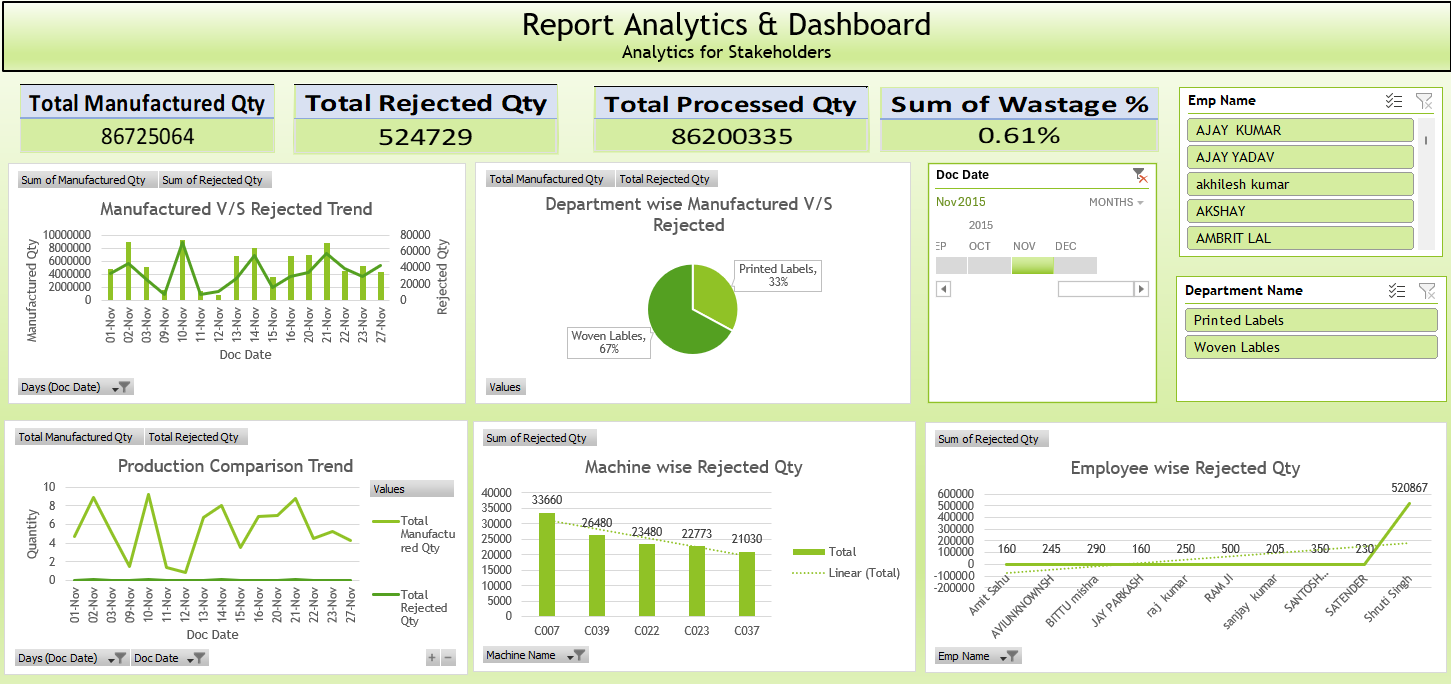 Report Analytics & Dashboard
Analytics for Stakeholders
Total Manufactured Qty
86725064
Total Rejected Qty
524729
Total Processed Qty
86200335
Sum of Wastage %
0.61%
Emp Name
AJAY KUMAR
AJAY YADAV
akhilesh kumar
AKSHAY
AMBRIT LAL
Sum of Manufactured Qty
Sum of Rejected Qty
Manufactured V/S Rejected Trend
Manufactured Qty
10000000
8000000
6000000
4000000
2000000
0
80000
60000
40000
20000
0
Rejected Qty
01-Nov
02-Nov
03-Nov
09-Nov
10-Nov
11-Nov
12-Nov
13-Nov
14-Nov
15-Nov
16-Nov
20-Nov
21-Nov
22-Nov
23-Nov
27-Nov
Doc Date
Days (Doc Date)
Total Manufactured Qty
Total Rejected Qty
Department wise Manufactured V/S
Rejected
Printed Labels,
33%
Woven Lables,
67%
Values
Doc Date
Nov 2015
MONTHS
2015
EP
OCT
NOV
DEC
Department Name
Printed Labels
Woven Lables
Total Manufactured Qty
Total Rejected Qty
Production Comparison Trend
Quantity
10
8
6
4
2
0
01-Nov
02-Nov
03-Nov
09-Nov
10-Nov
11-Nov
12-Nov
13-Nov
14-Nov
15-Nov
16-Nov
20-Nov
21-Nov
22-Nov
23-Nov
27-Nov
Doc Date
Values
Total
Manufactu
red Qty
Total
Rejected
Qty
Days (Doc Date)
Doc Date
Sum of Rejected Qty
Machine wise Rejected Qty
40000
35000
30000
25000
20000
15000
10000
5000
0
33660
26480
23480
22773
21030
C007
C039
C022
C023
C037
Total
Linear (Total)
Machine Name
Sum of Rejected Qty
Employee wise Rejected Qty
600000
500000
400000
300000
200000
100000
0
-100000
-200000
160
245
290
160
250
500
205
350
230
520867
Amit Sahu
AVIUNKNOWNISH
BITTU mishra
JAY PARKASH
raj kumar
RAM JI
sanjay kumar
SANTOSH...
SATENDER
Shruti Singh
Emp Name